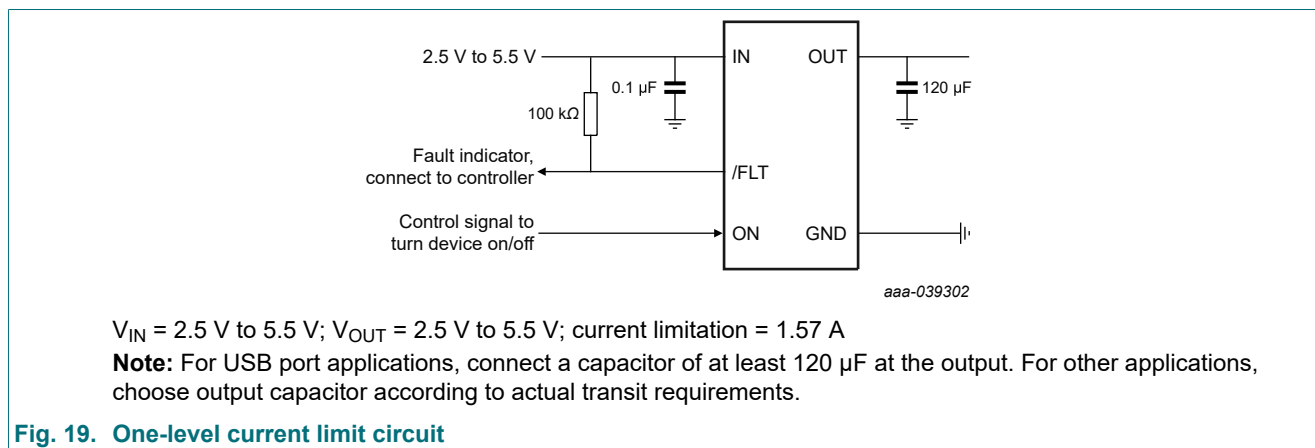 2.5 V to 5.5 V
IN
OUT
0.1 µF
120 µF
100 kΩ
Fault indicator,
connect to controller
/FLT
Control signal to
turn device on/off
ON
GND
aaa-039302
V_IN = 2.5 V to 5.5 V; V_OUT = 2.5 V to 5.5 V; current limitation = 1.57 A
Note: For USB port applications, connect a capacitor of at least 120 µF at the output. For other applications,
choose output capacitor according to actual transit requirements.
Fig. 19. One-level current limit circuit